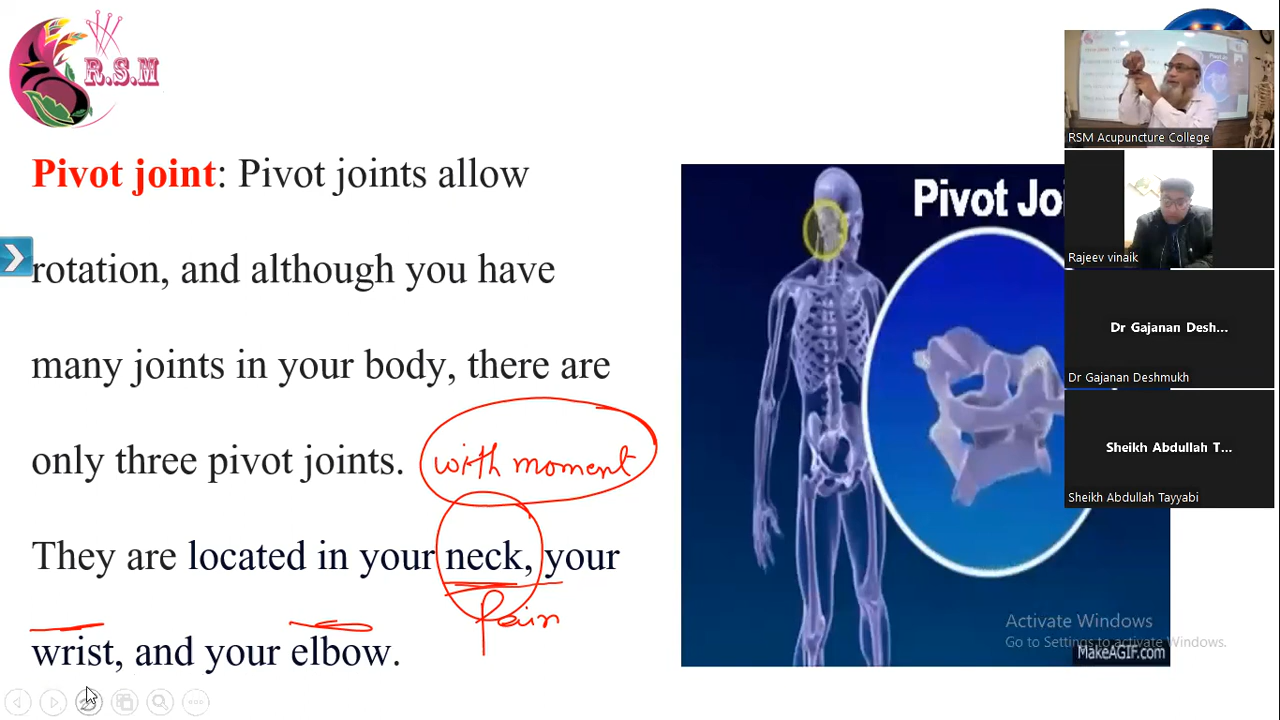 R.S.M
Pivot joint: Pivot joints allow
rotation, and although you have
many joints in your body, there are
only three pivot joints. with moment
They are located in your neck, your
pain
wrist, and your elbow.
Pivot Jo
Activate Windows
Go to Settings to activate Windows.
MakeAGIF.com
RSM Acupuncture College
Rajeev vinaik
Dr Gajanan Desh...
Dr Gajanan Deshmukh
Sheikh Abdullah T...
Sheikh Abdullah Tayyabi